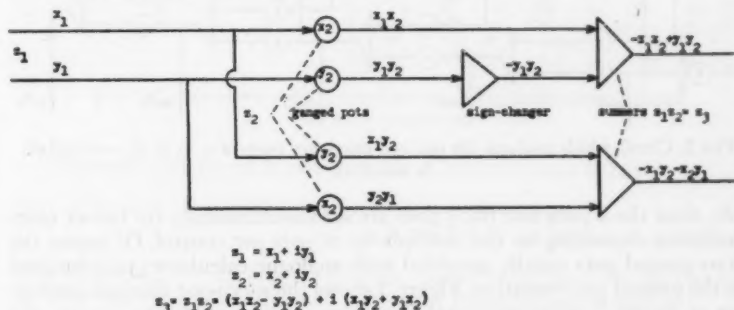 x₁
x₂
x₁x₂
-x₁x₂+y₁y₂
z₁
y₁
y₂
y₁y₂
-y₁y₂
z₂
ganged pots
sign-changer
summers z₁z₂= z₃
x₁y₂
y₂
-x₁y₂-x₂y₁
x₂
y₂y₁
z₁ = x₁ + iy₁
z₂ = x₂ + iy₂
z₃= z₁z₂= (x₁x₂- y₁y₂) + i (x₁y₂+ y₁x₂)